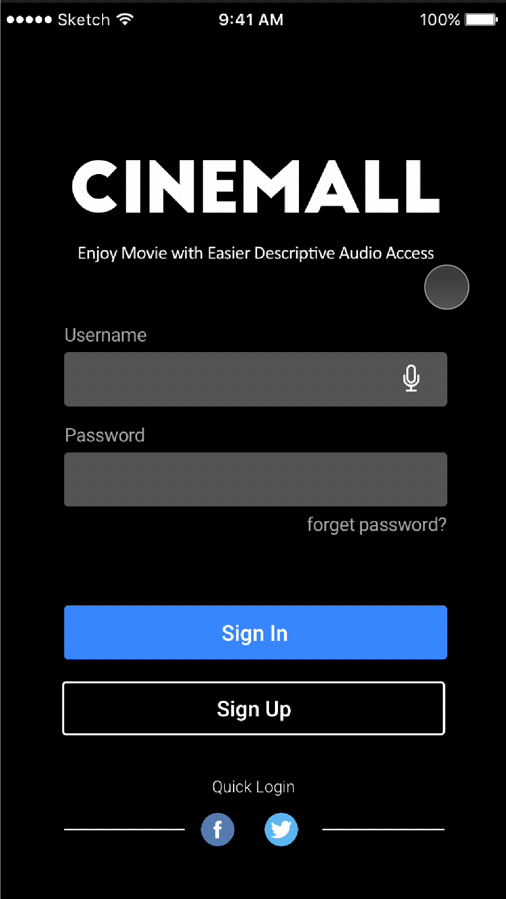 Sketch 9:41 AM 100%
CINEMALL
Enjoy Movie with Easier Descriptive Audio Access
Username
Password
forget password?
Sign In
Sign Up
Quick Login
f